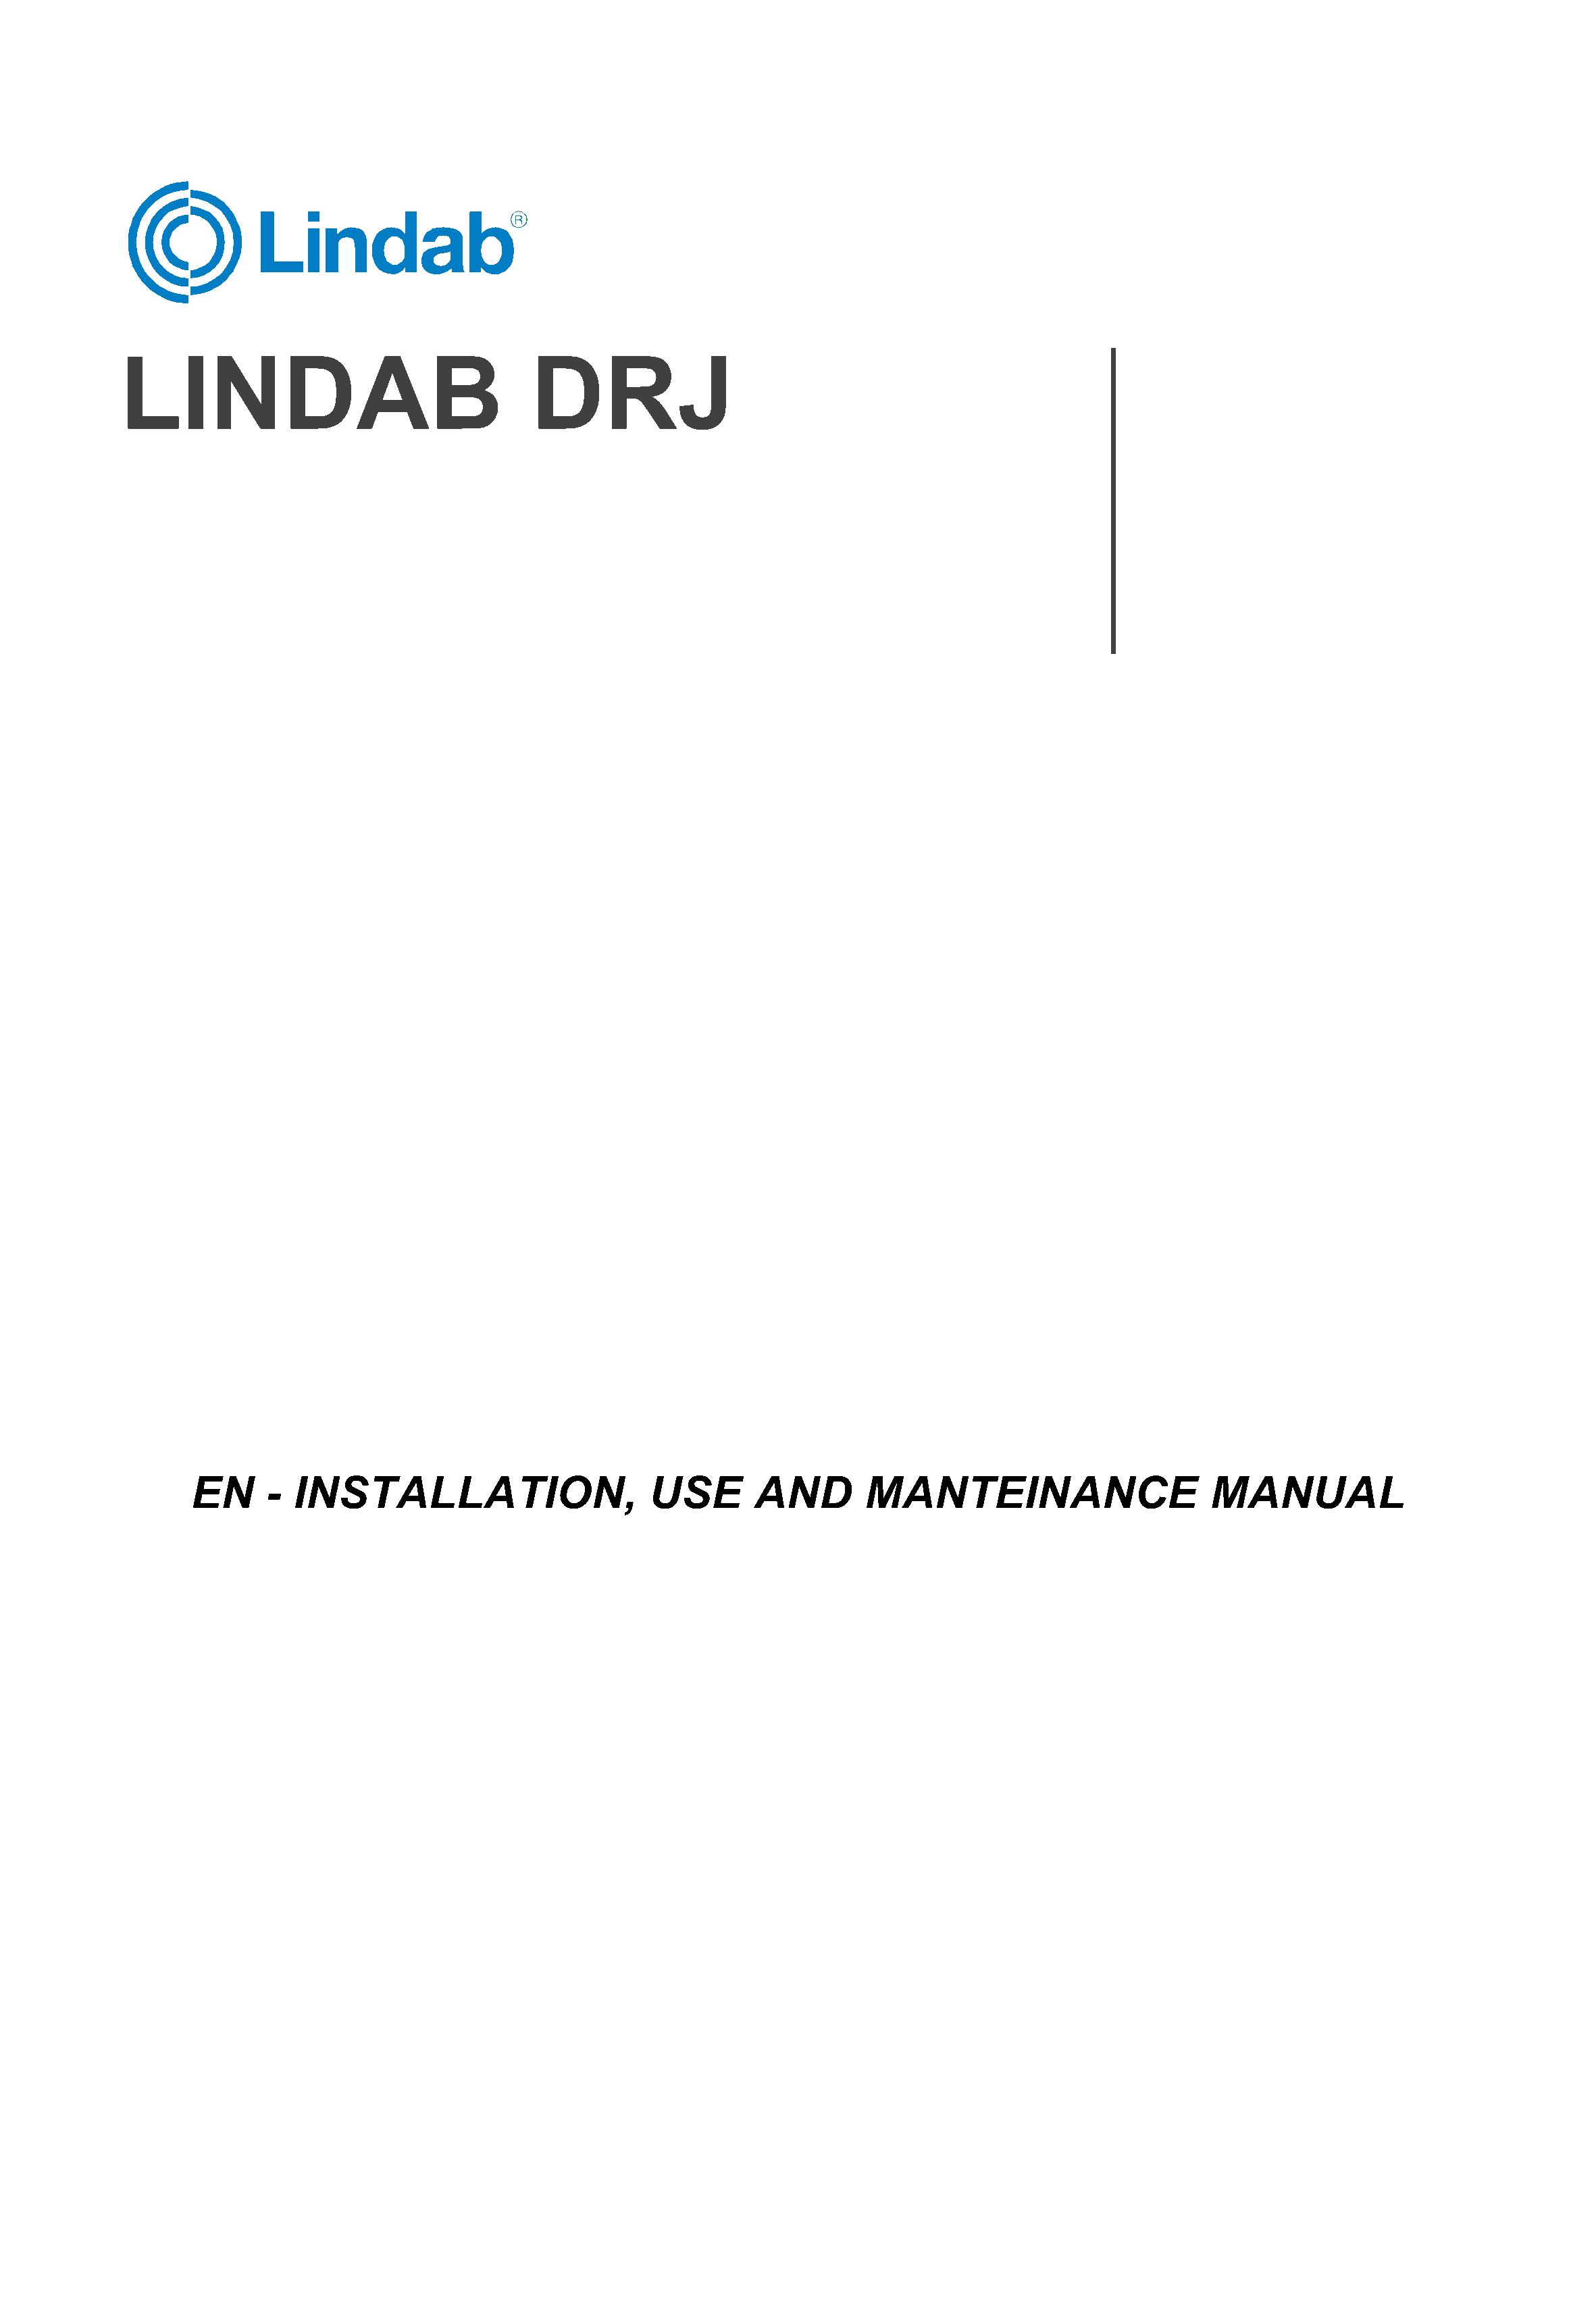 Lindab®
LINDAB DRJ
EN - INSTALLATION, USE AND MANTEINANCE MANUAL